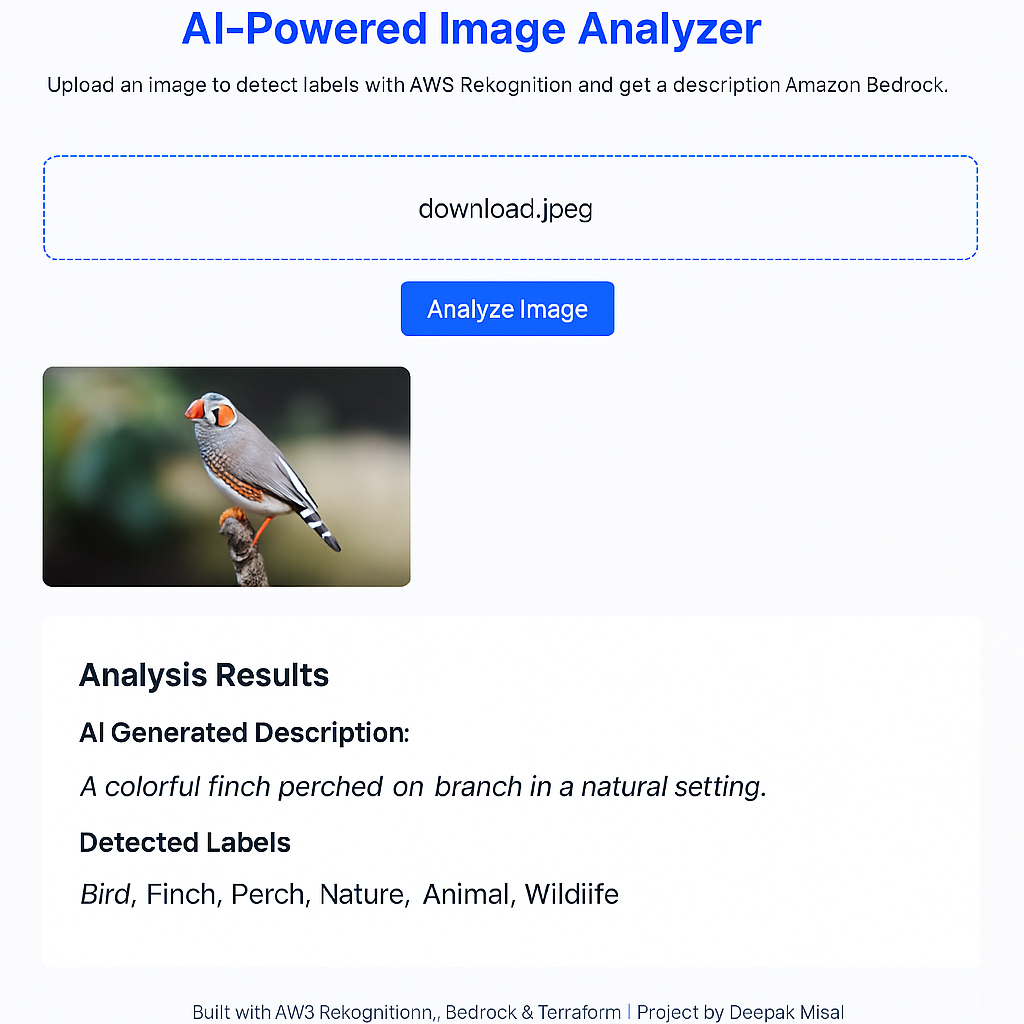 AI-Powered Image Analyzer
Upload an image to detect labels with AWS Rekognition and get a description Amazon Bedrock.
download.jpeg
Analyze Image
Analysis Results
AI Generated Description:
A colorful finch perched on branch in a natural setting.
Detected Labels
Bird, Finch, Perch, Nature, Animal, Wildiife
Built with AW3 Rekognitionn,, Bedrock & Terraform | Project by Deepak Misal